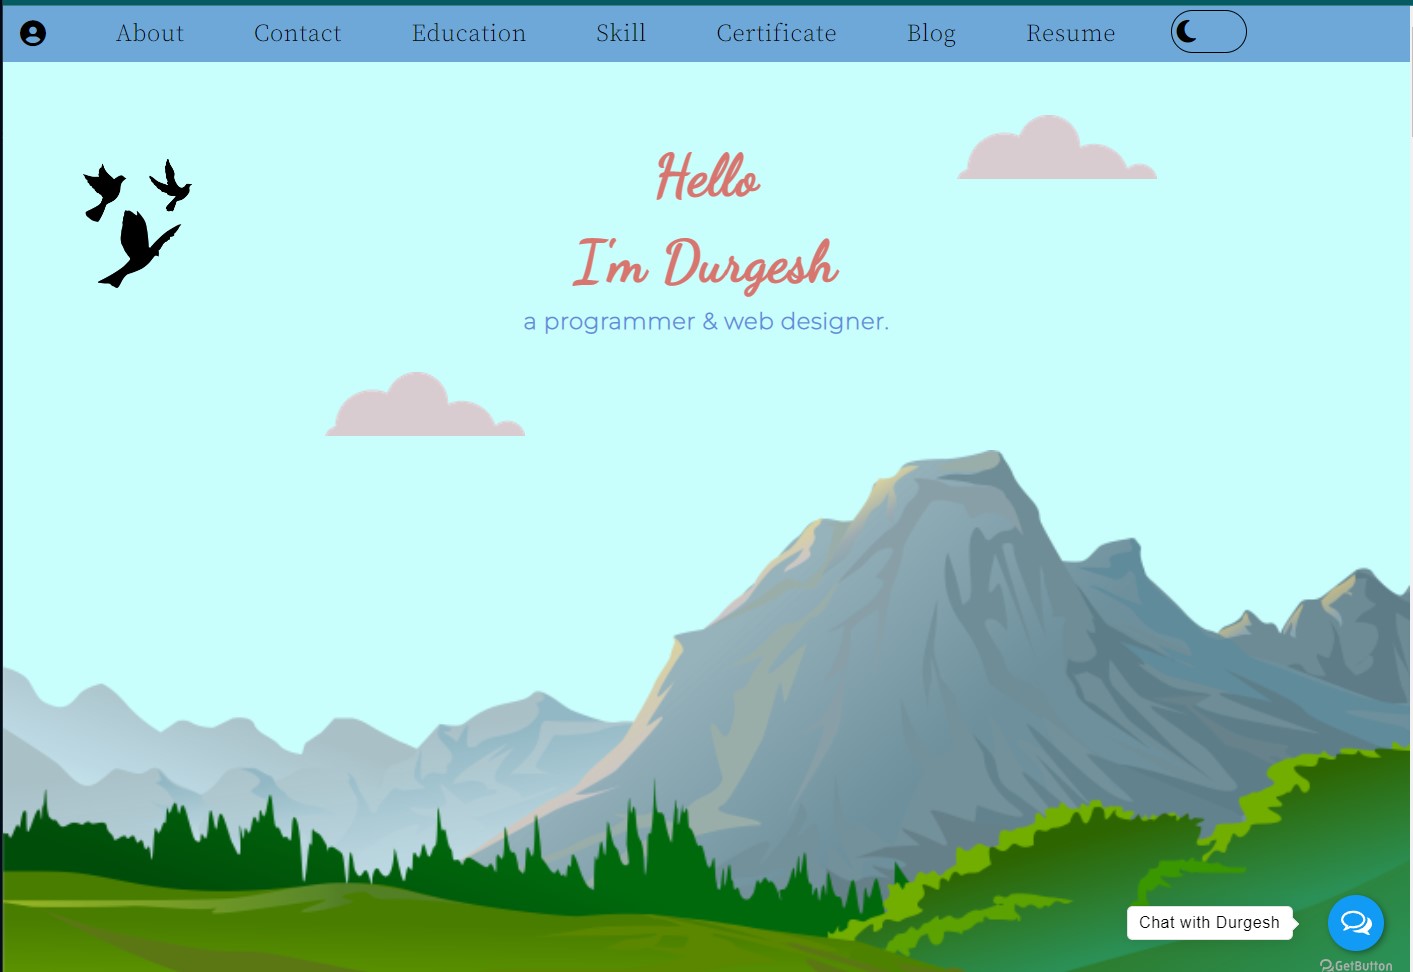 About Contact Education Skill Certificate Blog Resume
Hello
I'm Durgesh
a programmer & web designer.
Chat with Durgesh
GetButton